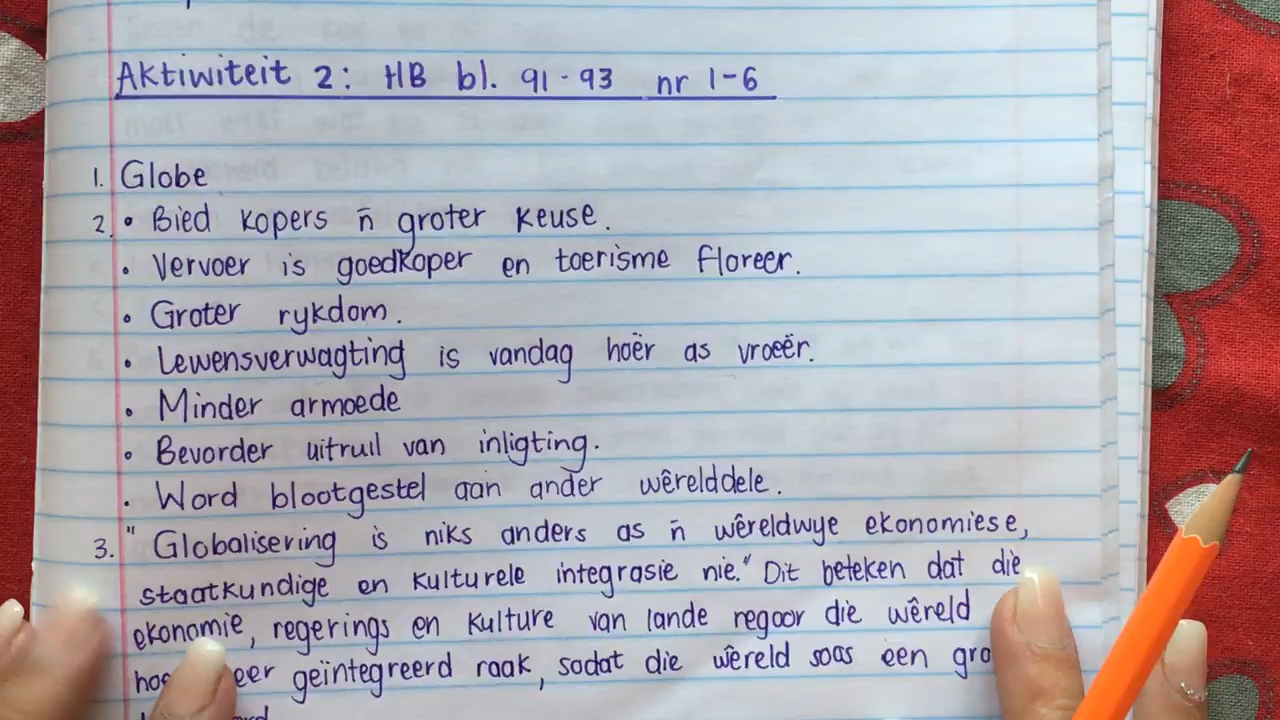 Aktiwiteit 2: HB bl. 91-93 nr 1-6
1. Globe
2. • Bied kopers 'n groter keuse.
• Vervoer is goedkoper en toerisme floreer.
• Groter rykdom.
• Lewensverwagting is vandag hoër as vroeër.
• Minder armoede
• Bevorder uitruil van inligting.
• Word blootgestel aan ander wêrelddele.
3. "Globalisering is niks anders as 'n wêreldwye ekonomiese,
staatkundige en kulturele integrasie nie." Dit beteken dat die
ekonomie, regerings en kulture van lande regoor die wêreld
geïntegreerd raak, sodat die wêreld soos een